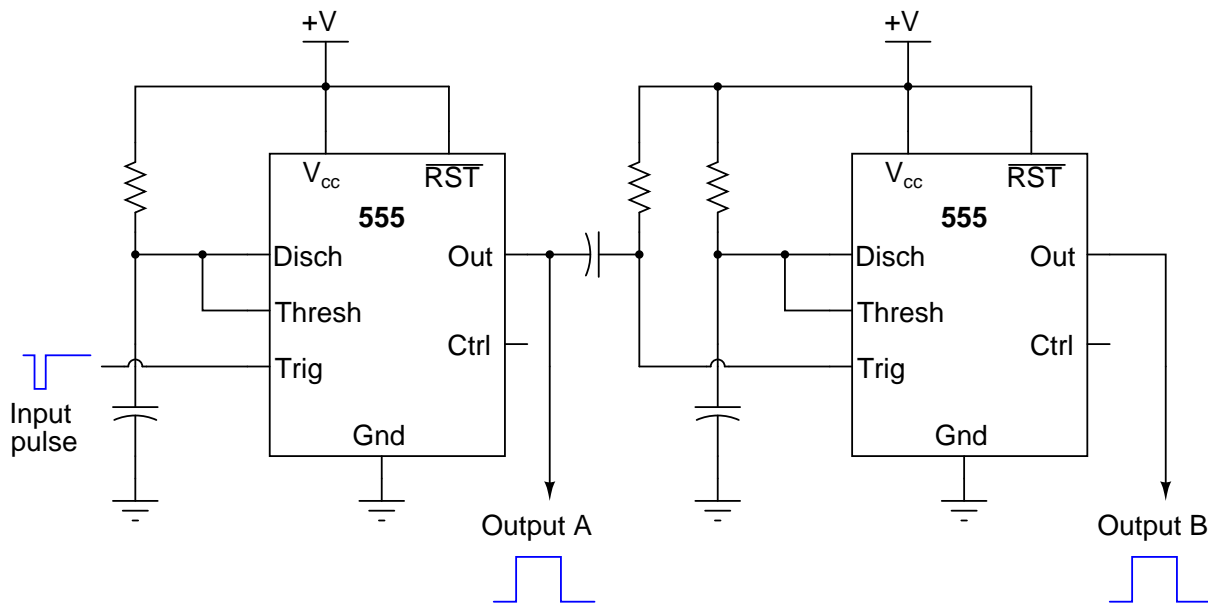 +V
+V
Vcc
RST
Vcc
RST
555
555
Disch
Out
Disch
Out
Thresh
Thresh
Ctrl
Ctrl
Trig
Trig
Input
pulse
Gnd
Gnd
Output A
Output B